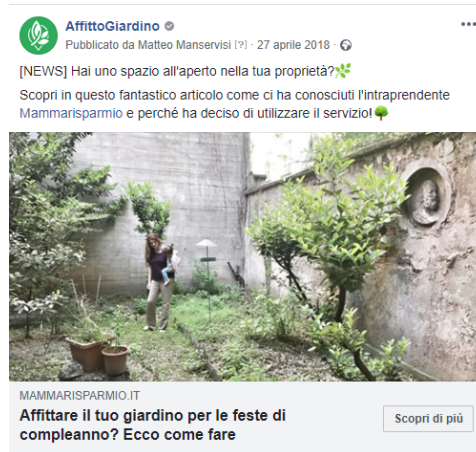 AffittoGiardino
Pubblicato da Matteo Manservisi [?] · 27 aprile 2018 ·
[NEWS] Hai uno spazio all'aperto nella tua proprietà?🌿
Scopri in questo fantastico articolo come ci ha conosciuti l'intraprendente
Mammarisparmio e perché ha deciso di utilizzare il servizio!🌳
MAMMARISPARMIO.IT
Affittare il tuo giardino per le feste di
compleanno? Ecco come fare
Scopri di più